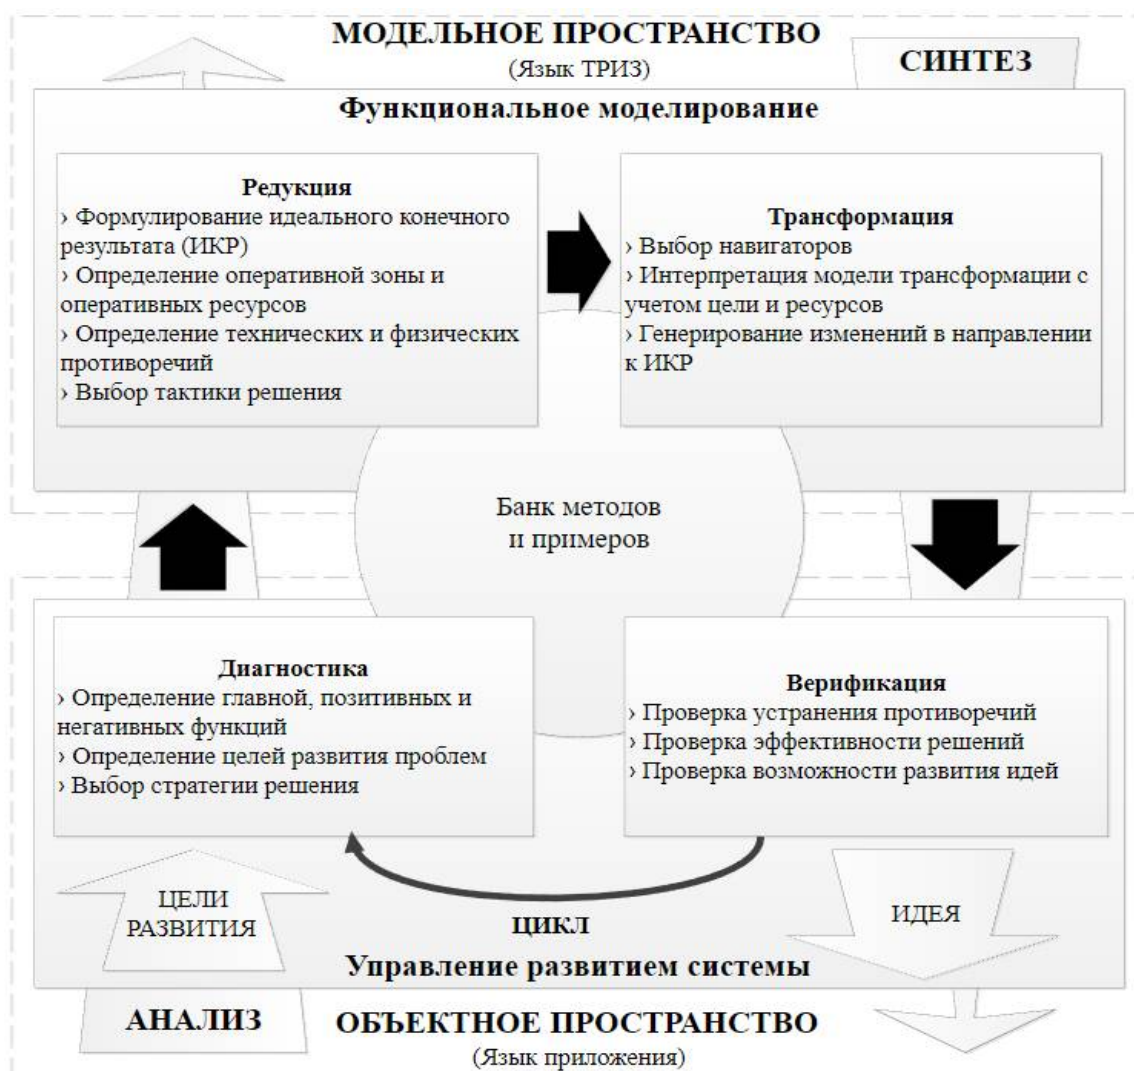 МОДЕЛЬНОЕ ПРОСТРАНСТВО
(Язык ТРИЗ)
СИНТЕЗ
Функциональное моделирование
Редукция
› Формулирование идеального конечного
результата (ИКР)
› Определение оперативной зоны и
оперативных ресурсов
› Определение технических и физических
противоречий
› Выбор тактики решения
Трансформация
› Выбор навигаторов
› Интерпретация модели трансформации с
учетом цели и ресурсов
› Генерирование изменений в направлении
к ИКР
Банк методов
и примеров
Диагностика
› Определение главной, позитивных и
негативных функций
› Определение целей развития проблем
› Выбор стратегии решения
Верификация
› Проверка устранения противоречий
› Проверка эффективности решений
› Проверка возможности развития идей
ЦЕЛИ
РАЗВИТИЯ
ЦИКЛ
ИДЕЯ
Управление развитием системы
АНАЛИЗ
ОБЪЕКТНОЕ ПРОСТРАНСТВО
(Язык приложения)